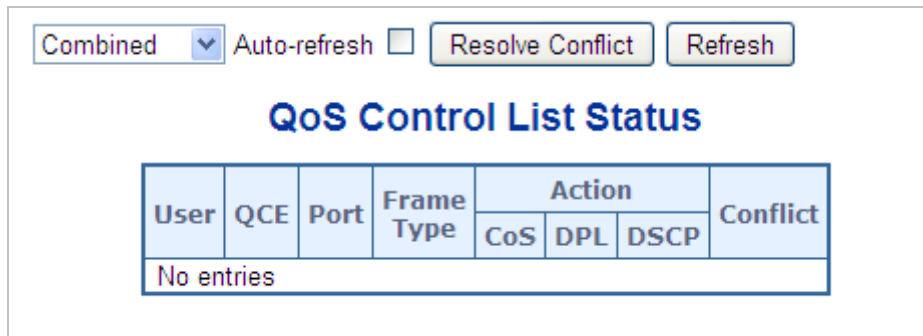 Combined Auto-refresh Resolve Conflict Refresh
QoS Control List Status
User QCE Port Frame Type Action Conflict
CoS DPL DSCP
No entries